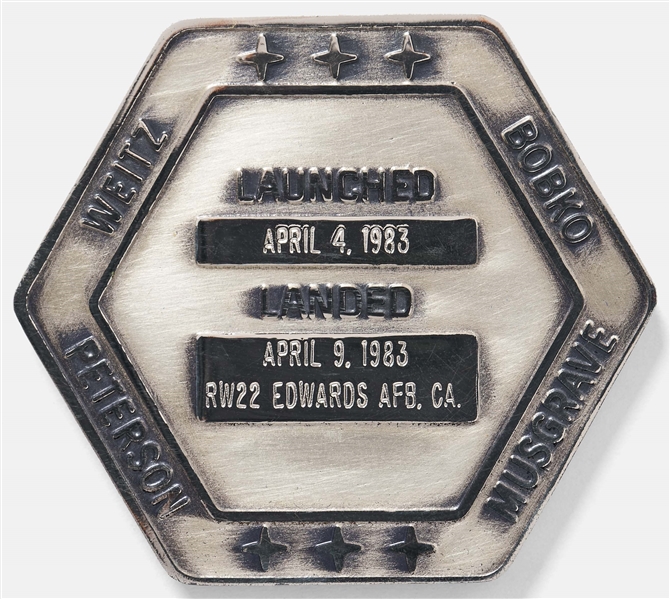 WEITZ
BOBKO
LAUNCHED
APRIL 4, 1983
LANDED
APRIL 9, 1983
RW22 EDWARDS AFB, CA.
PETERSON
MUSGRAVE